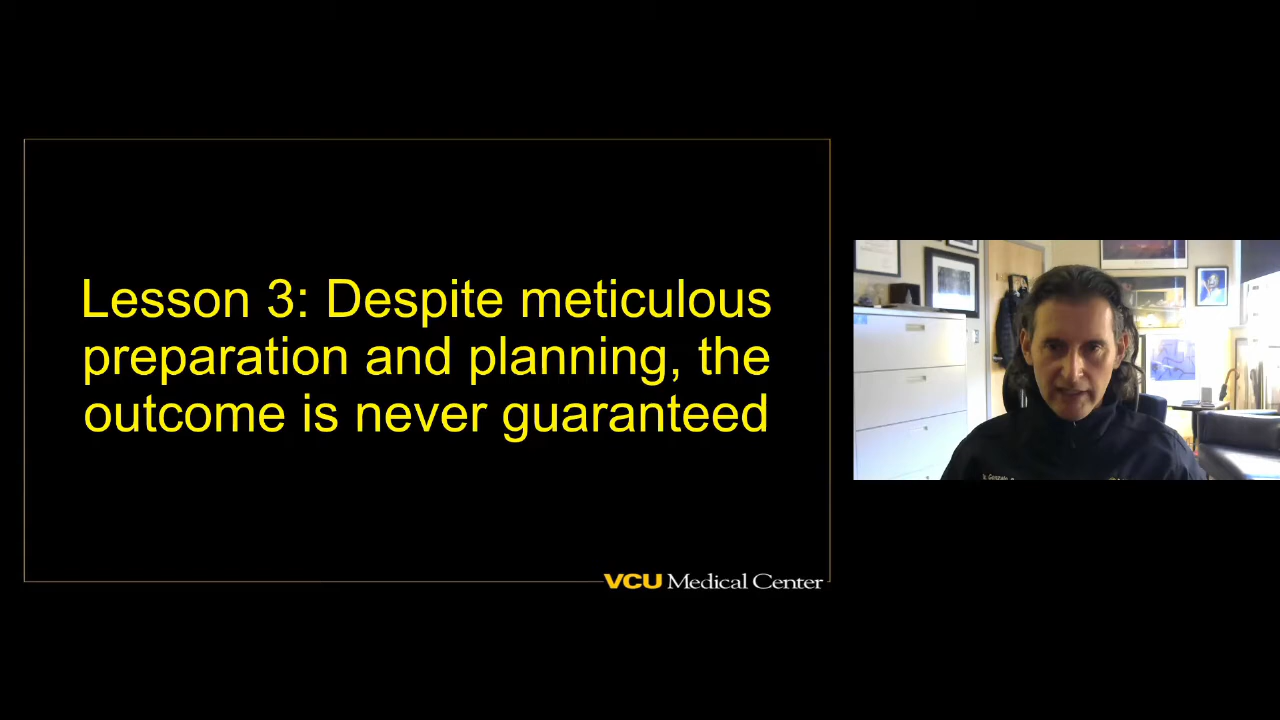 Lesson 3: Despite meticulous
preparation and planning, the
outcome is never guaranteed
VCU Medical Center